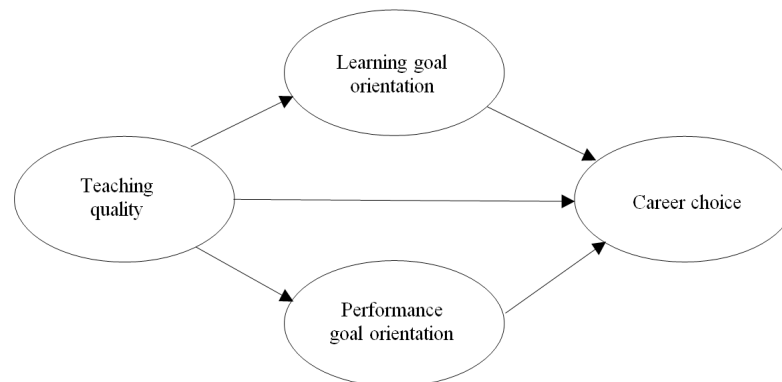 Learning goal
orientation
Teaching
quality
Career choice
Performance
goal orientation